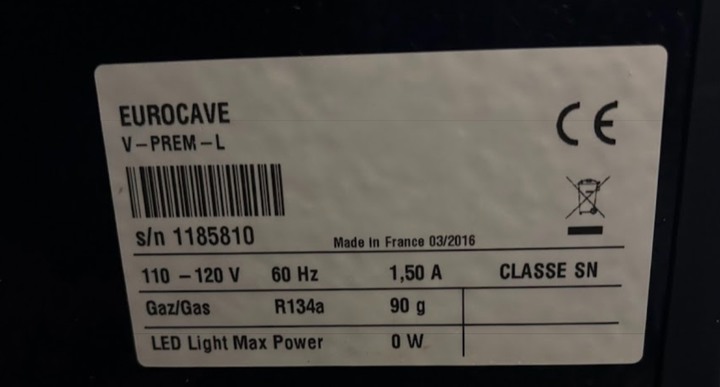 EUROCAVE
V-PREM-L
CE
s/n 1185810
Made In France 03/2016
110 - 120 V 60 Hz 1,50 A CLASSE SN
Gaz/Gas R134a 90 g
LED Light Max Power 0 W